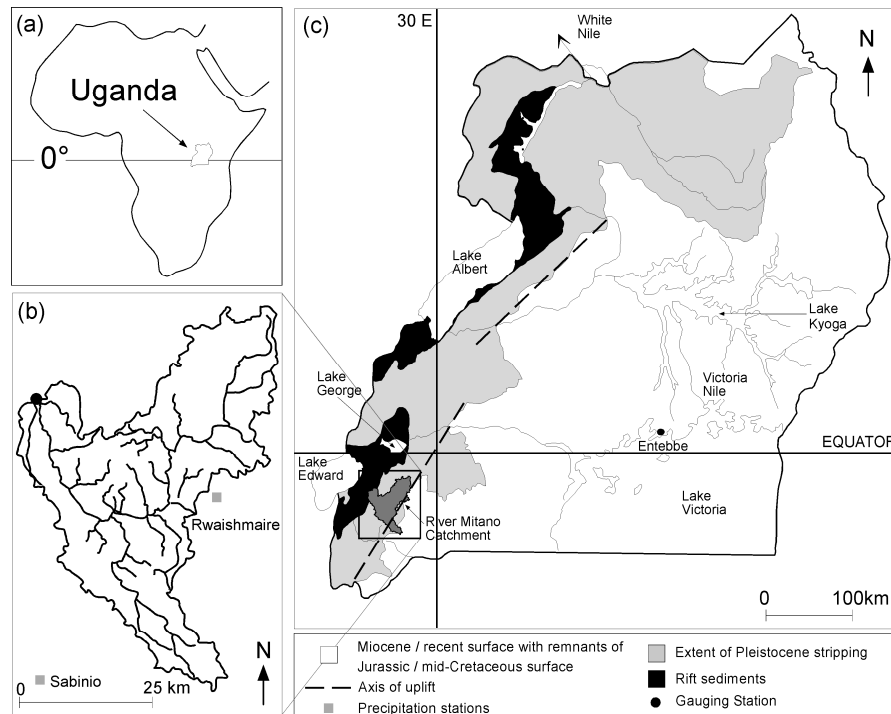 (a)
Uganda
0°
(b)
Rwaishmaire
Sabinio
N
0
25 km
(c)
30 E
White
Nile
N
Lake
Albert
Lake
Kyoga
Lake
George
Victoria
Nile
Entebbe
EQUATOR
Lake
Edward
Lake
Victoria
River Mitano
Catchment
0
100km
Miocene / recent surface with remnants of
Jurassic / mid-Cretaceous surface
Axis of uplift
Precipitation stations
Extent of Pleistocene stripping
Rift sediments
Gauging Station